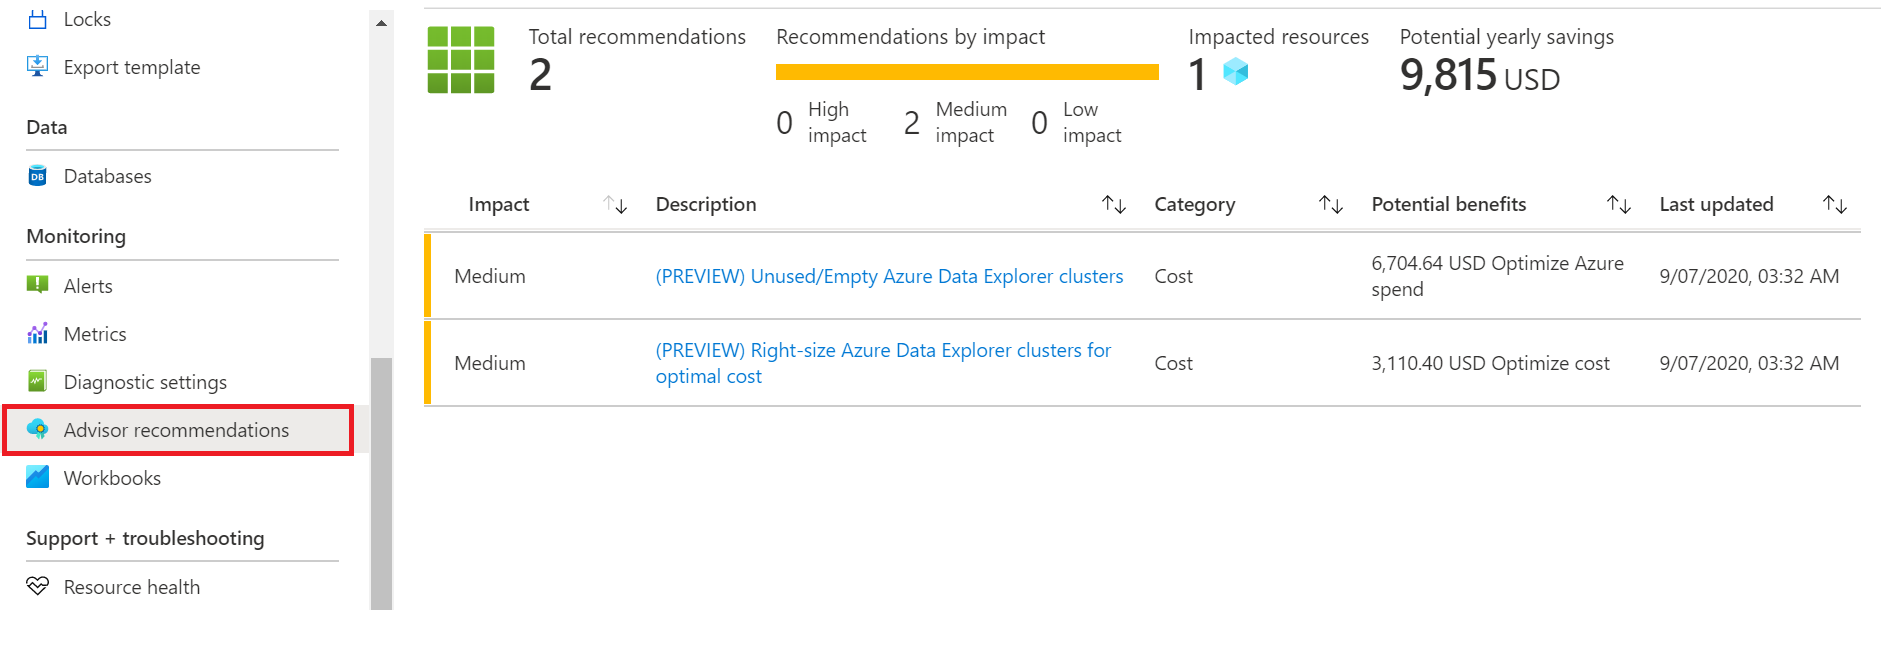 Locks
Export template
Data
DB
Databases
Monitoring
Alerts
Metrics
Diagnostic settings
Advisor recommendations
Workbooks
Support + troubleshooting
Resource health
Total recommendations
2
Recommendations by impact
0 High impact
2 Medium impact
0 Low impact
Impacted resources
1
Potential yearly savings
9,815 USD
Impact Description Category Potential benefits Last updated
Medium (PREVIEW) Unused/Empty Azure Data Explorer clusters Cost 6,704.64 USD Optimize Azure spend 9/07/2020, 03:32 AM
Medium (PREVIEW) Right-size Azure Data Explorer clusters for optimal cost Cost 3,110.40 USD Optimize cost 9/07/2020, 03:32 AM